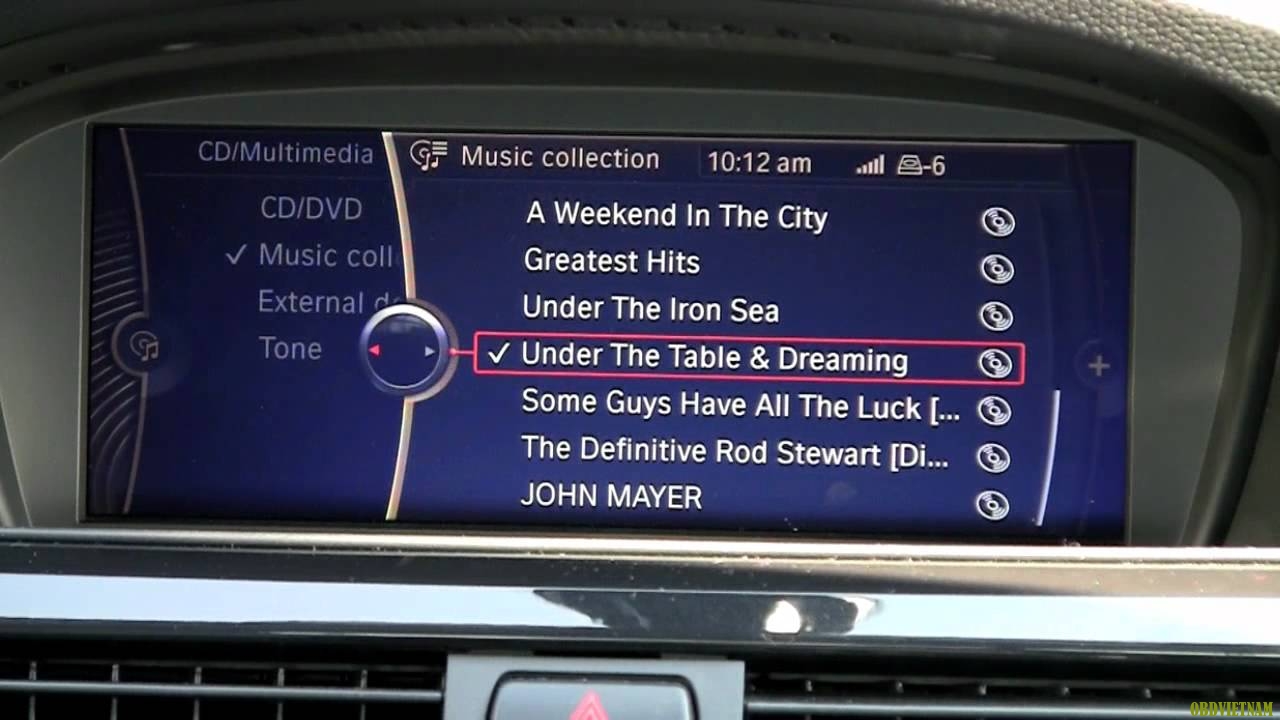 CD/Multimedia
Music collection
10:12 am
-6
CD/DVD
✓ Music coll
External d
Tone
A Weekend In The City
Greatest Hits
Under The Iron Sea
✓ Under The Table & Dreaming
Some Guys Have All The Luck [...
The Definitive Rod Stewart [Di...
JOHN MAYER
+
OBDVIETNAM